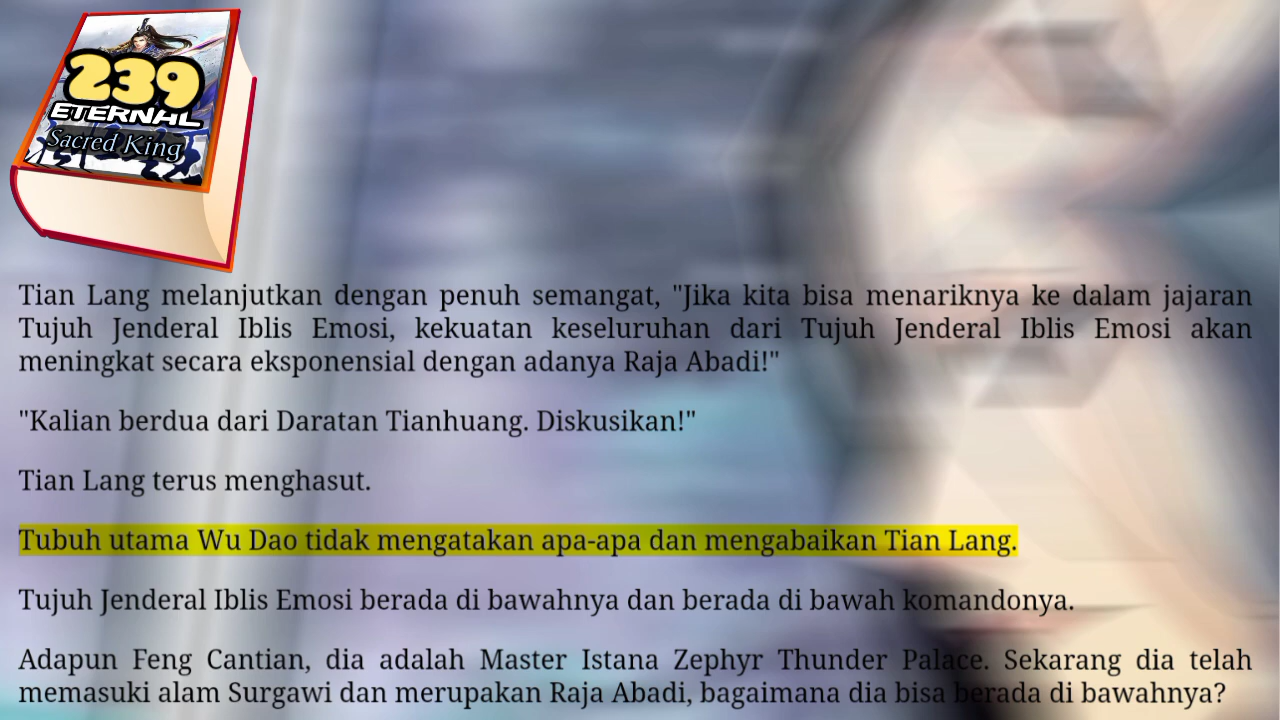 239
ETERNAL
Sacred King
Tian Lang melanjutkan dengan penuh semangat, "Jika kita bisa menariknya ke dalam jajaran
Tujuh Jenderal Iblis Emosi, kekuatan keseluruhan dari Tujuh Jenderal Iblis Emosi akan
meningkat secara eksponensial dengan adanya Raja Abadi!"
"Kalian berdua dari Daratan Tianhuang. Diskusikan!"
Tian Lang terus menghasut.
Tubuh utama Wu Dao tidak mengatakan apa-apa dan mengabaikan Tian Lang.
Tujuh Jenderal Iblis Emosi berada di bawahnya dan berada di bawah komandonya.
Adapun Feng Cantian, dia adalah Master Istana Zephyr Thunder Palace. Sekarang dia telah
memasuki alam Surgawi dan merupakan Raja Abadi, bagaimana dia bisa berada di bawahnya?